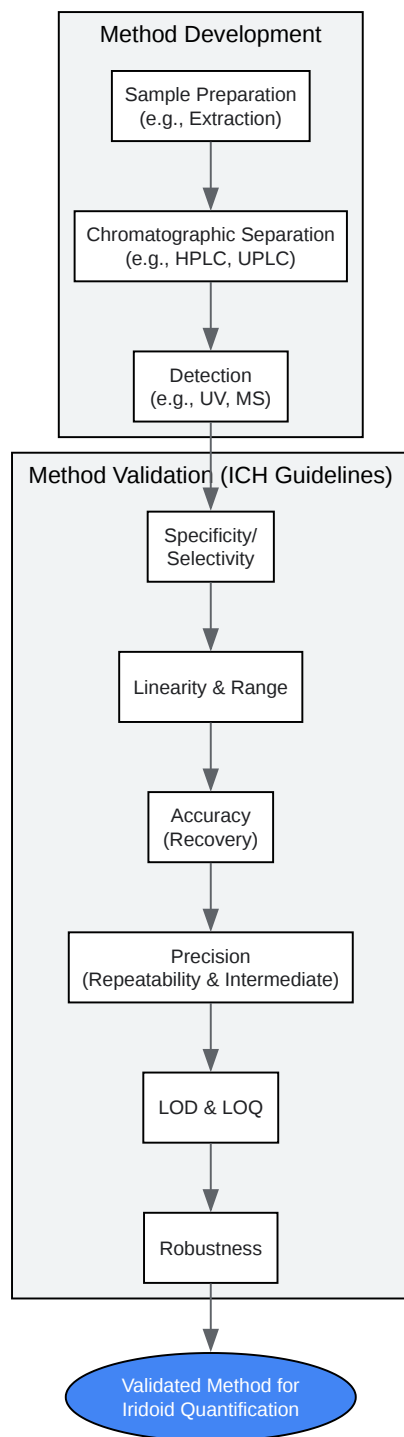 Method Development
Sample Preparation
(e.g., Extraction)
Chromatographic Separation
(e.g., HPLC, UPLC)
Detection
(e.g., UV, MS)
Method Validation (ICH Guidelines)
Specificity/
Selectivity
Linearity & Range
Accuracy
(Recovery)
Precision
(Repeatability & Intermediate)
LOD & LOQ
Robustness
Validated Method for
Iridoid Quantification